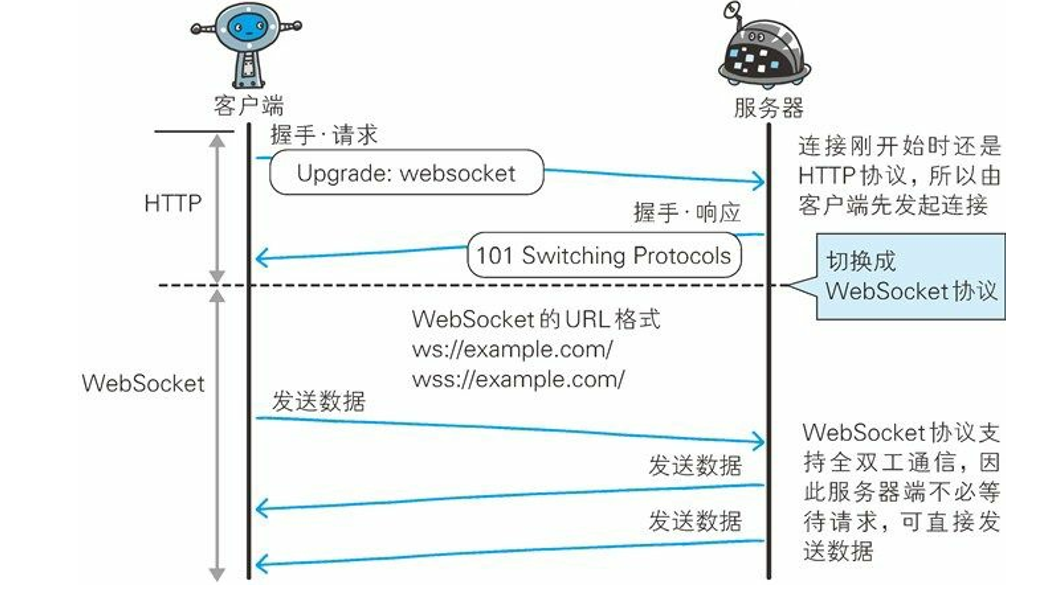 客户端
服务器
握手·请求
Upgrade: websocket
连接刚开始时还是
HTTP协议，所以由
客户端先发起连接
HTTP
握手·响应
101 Switching Protocols
切换成
WebSocket协议
WebSocket的URL格式
ws://example.com/
wss://example.com/
WebSocket
发送数据
发送数据
发送数据
WebSocket协议支
持全双工通信，因
此服务器端不必等
待请求，可直接发
送数据